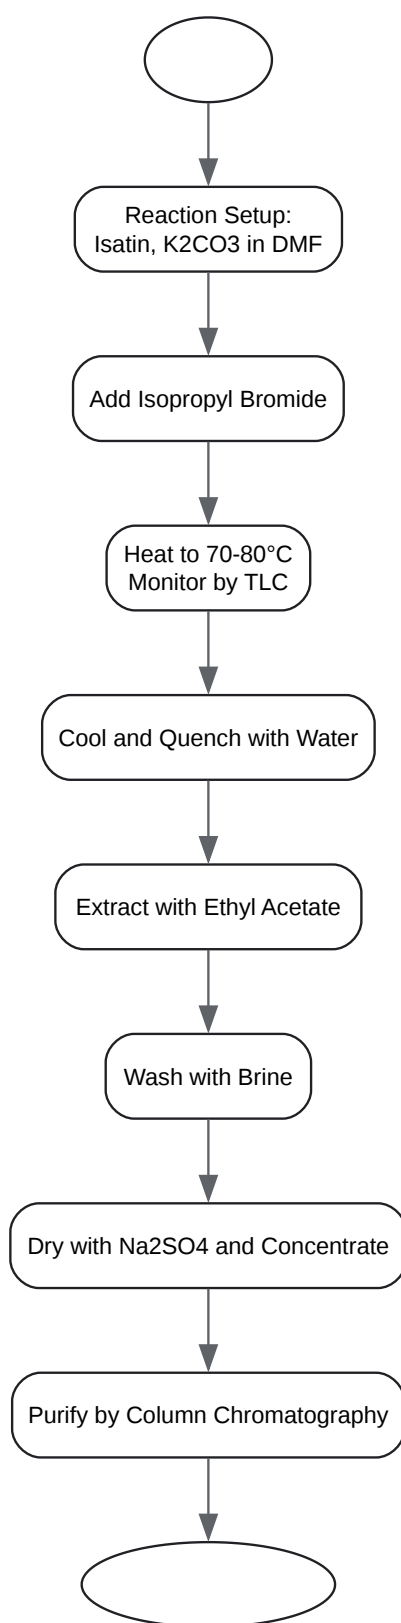 Reaction Setup:
Isatin, K2CO3 in DMF
Add Isopropyl Bromide
Heat to 70-80°C
Monitor by TLC
Cool and Quench with Water
Extract with Ethyl Acetate
Wash with Brine
Dry with Na2SO4 and Concentrate
Purify by Column Chromatography